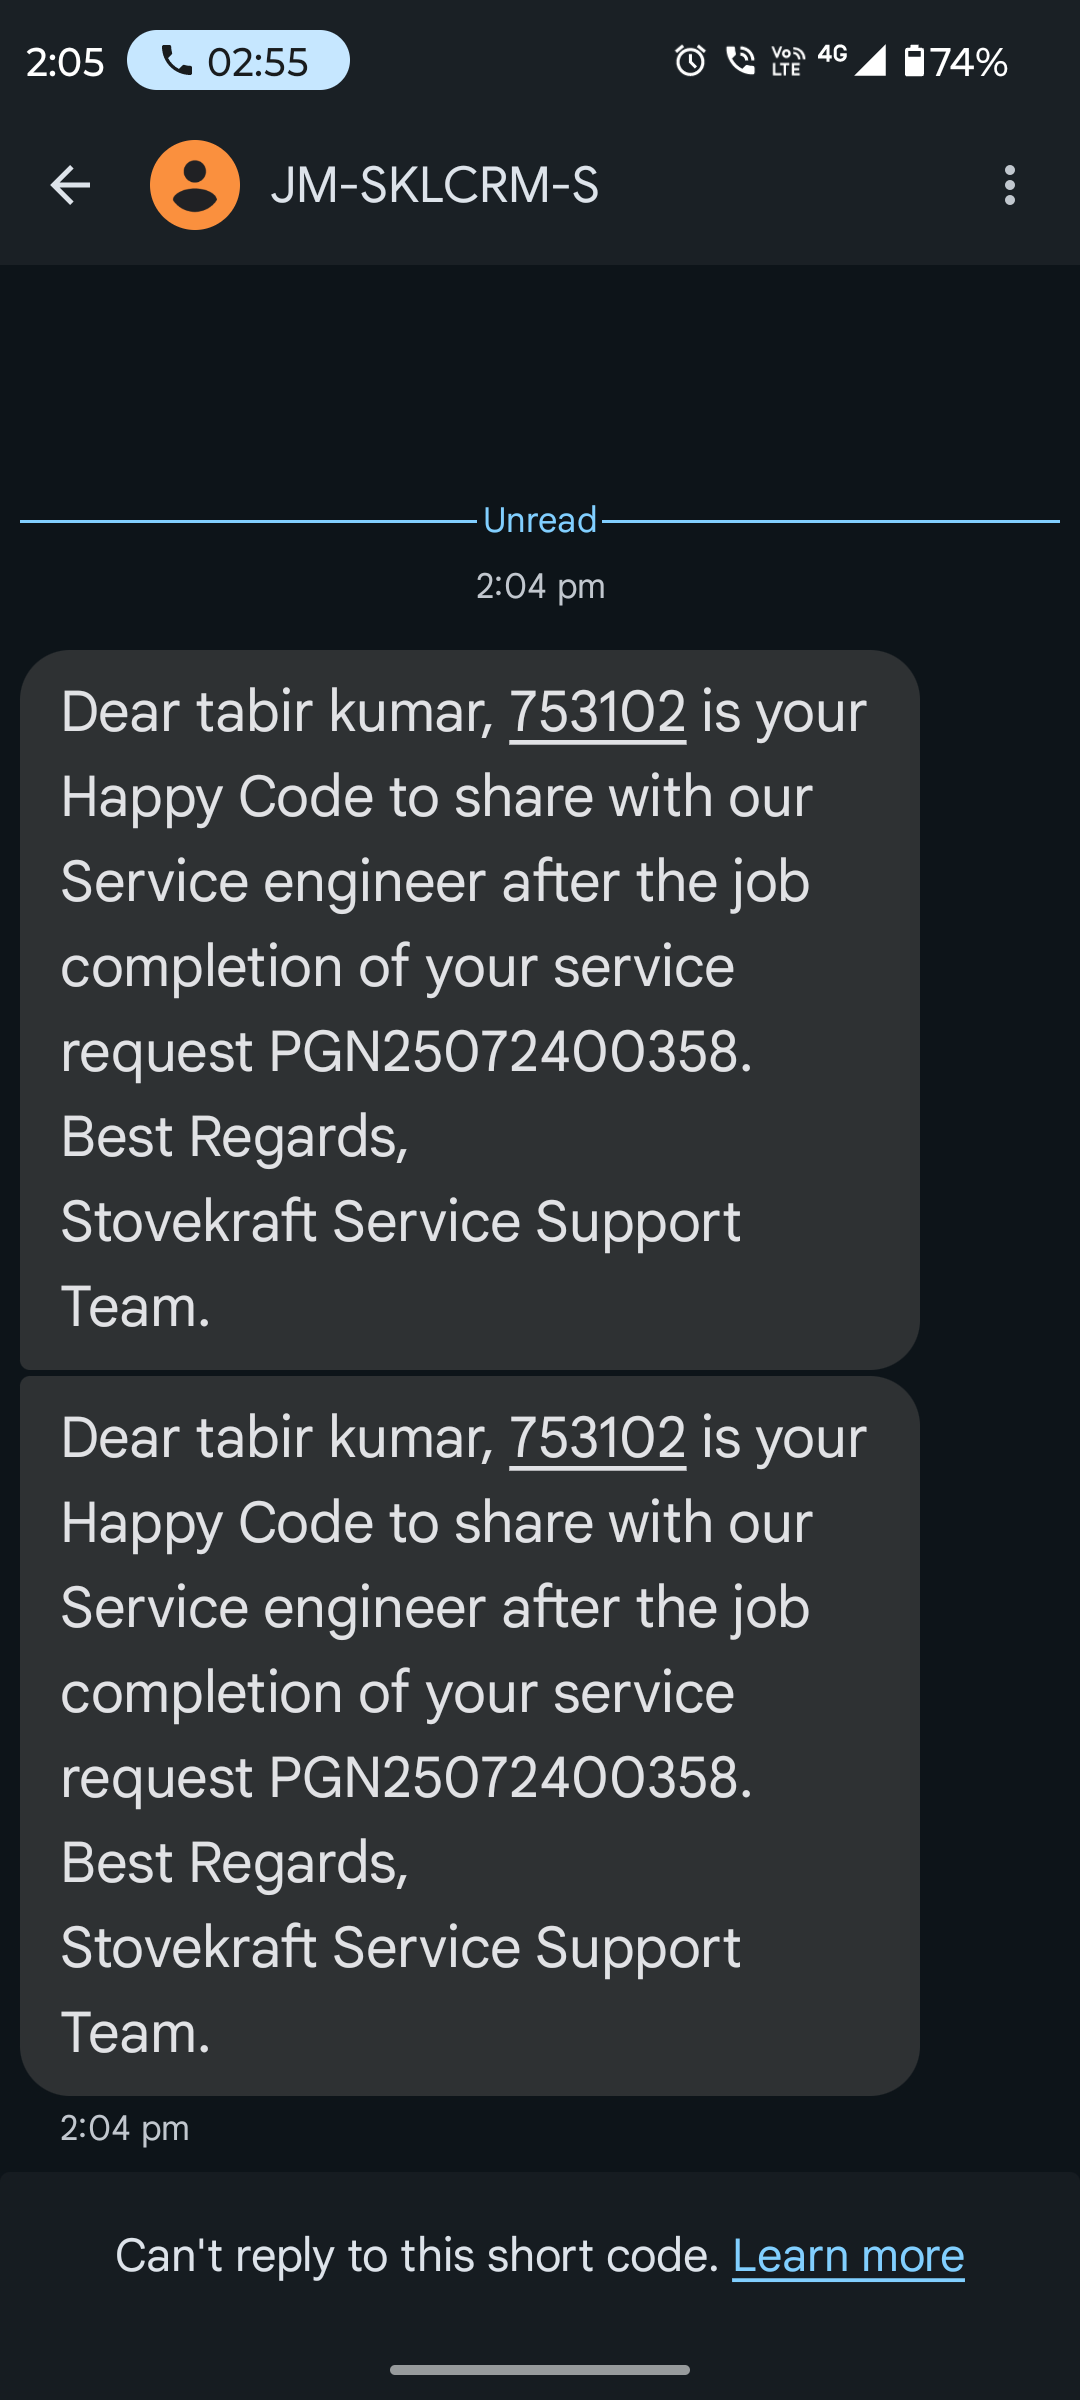 2:05 02:55 VoLTE 4G 74%
JM-SKLCRM-S
Unread
2:04 pm
Dear tabir kumar, 753102 is your
Happy Code to share with our
Service engineer after the job
completion of your service
request PGN25072400358.
Best Regards,
Stovekraft Service Support
Team.
Dear tabir kumar, 753102 is your
Happy Code to share with our
Service engineer after the job
completion of your service
request PGN25072400358.
Best Regards,
Stovekraft Service Support
Team.
2:04 pm
Can't reply to this short code. Learn more